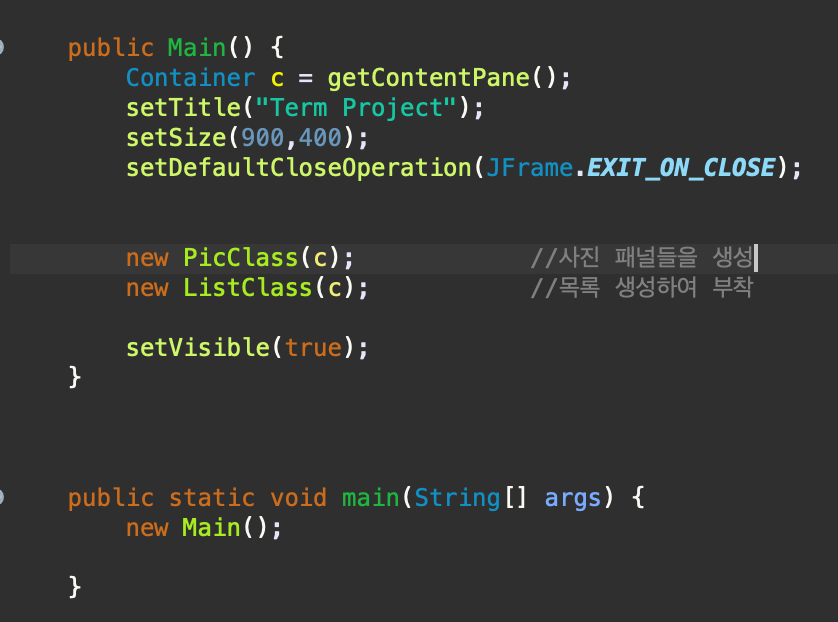 public Main() {
Container c = getContentPane();
setTitle("Term Project");
setSize(900,400);
setDefaultCloseOperation(JFrame.EXIT_ON_CLOSE);
new PicClass(c); //사진 패널들을 생성
new ListClass(c); //목록 생성하여 부착
setVisible(true);
}
public static void main(String[] args) {
new Main();
}